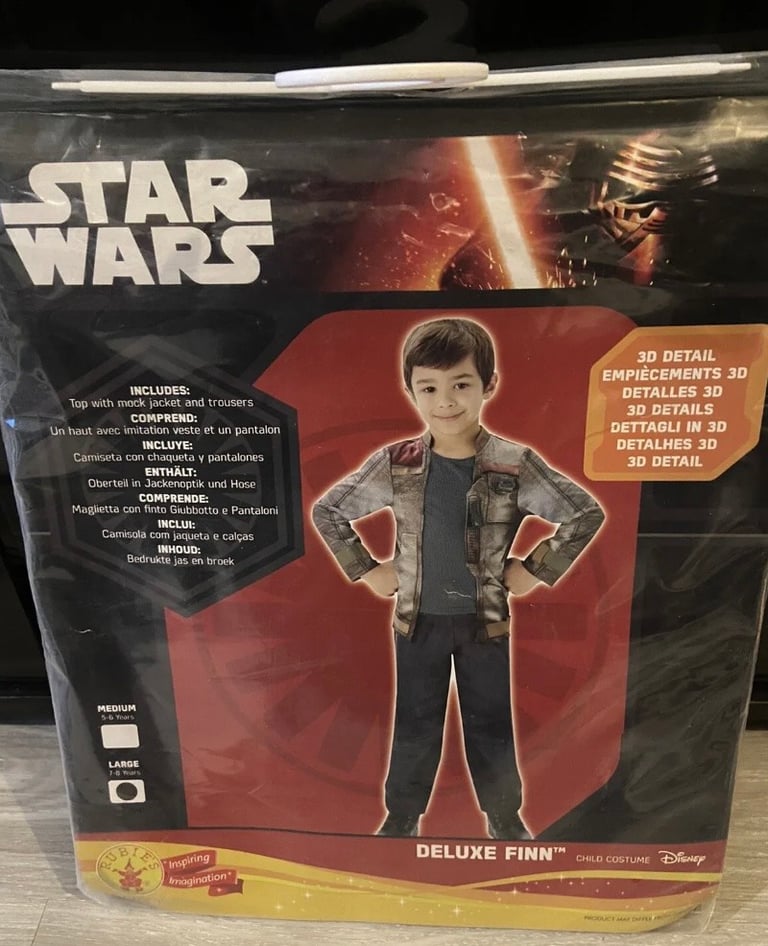 STAR
WARS
INCLUDES:
Top with mock jacket and trousers
COMPREND:
Un haut avec imitation veste et un pantalon
INCLUYE:
Camiseta con chaqueta y pantalones
ENTHÄLT:
Oberteil in Jackenoptik und Hose
COMPRENDE:
Maglietta con finto Giubbotto e Pantaloni
INCLUI:
Camisola com jaqueta e calças
INHOUD:
Bedrukte jas en broek
3D DETAIL
EMPIÈCEMENTS 3D
DETALLES 3D
3D DETAILS
DETTAGLI IN 3D
DETALHES 3D
3D DETAIL
MEDIUM
5-6 Years
LARGE
7-8 Years
RUBIE'S
"Inspiring
Imagination"
DELUXE FINN™ CHILD COSTUME Disney
PRODUCT MAY DIFFER